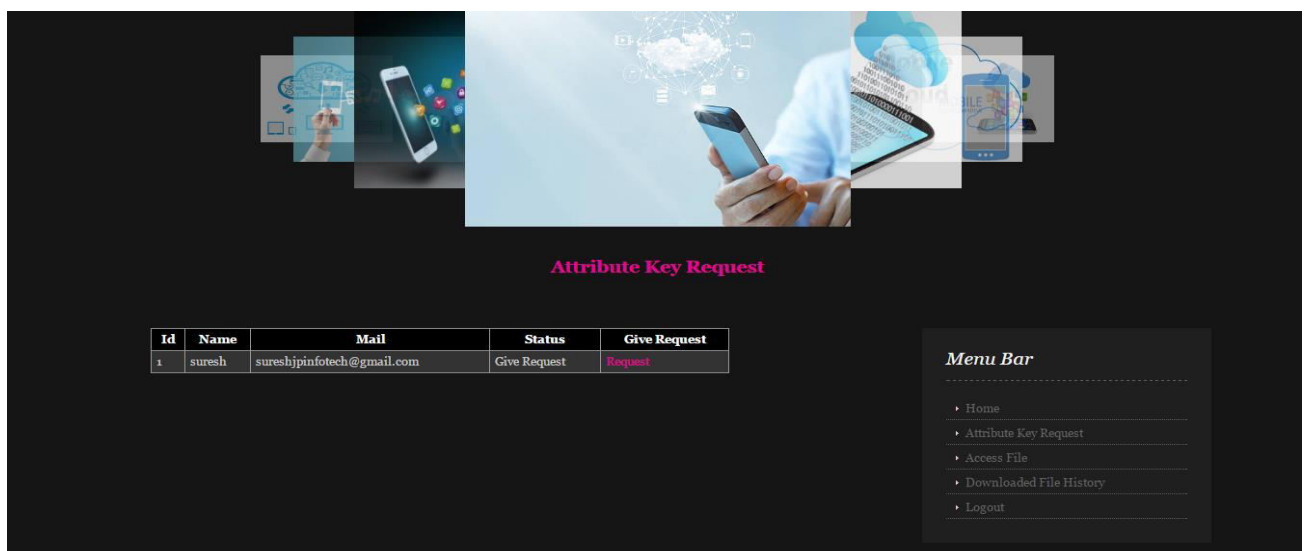 Attribute Key Request
Id Name Mail Status Give Request
1 suresh sureshjpinfotech@gmail.com Give Request Request
Menu Bar
Home
Attribute Key Request
Access File
Downloaded File History
Logout